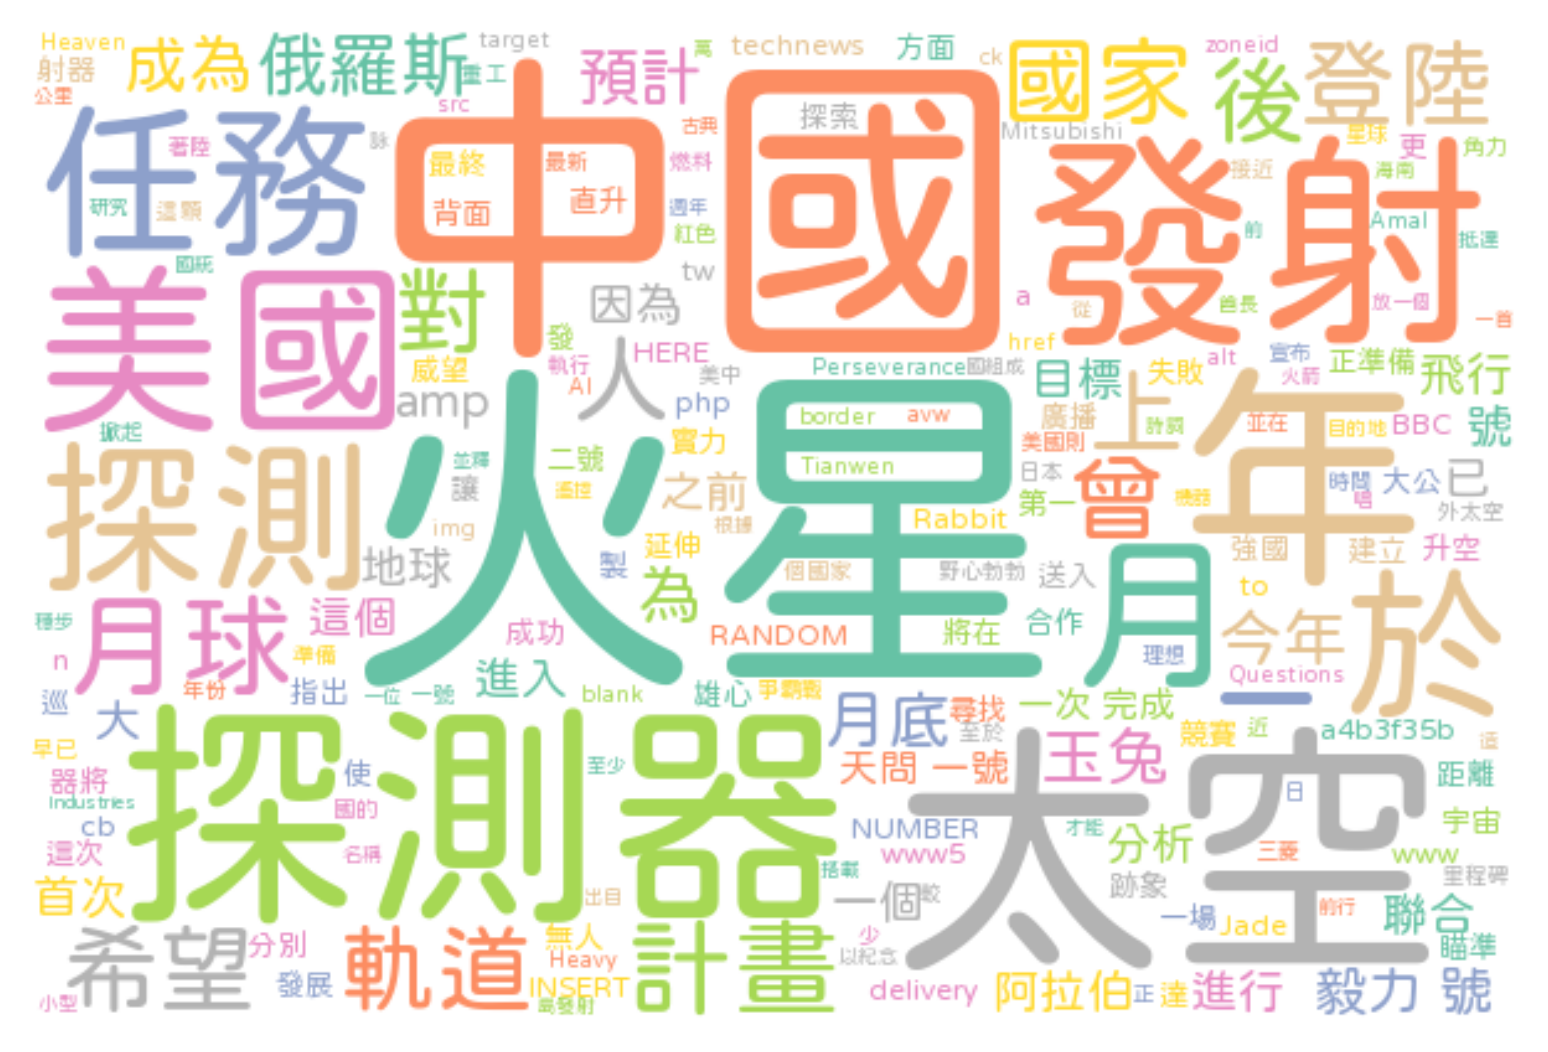 Heaven 成為 俄羅斯 target 預計 萬 technews 方面 ck 國家 zoneid 登陸
射器 重工 後
公里 src 探索 Mitsubishi 星球 更 角力
任務 著陸 詠 中國 古典 發射
最終 最新 燃料 接近 海南
研究 這顆 背面 直升 週年 前 Amal 抵達
國統 紅色
美國 對 tw 因為 a 從 酋長 放一個 一首
發 href
威望 執行 人 HERE Perseverance 國組成 目標 失敗 alt 宣布 正準備 飛行
AI 美中 火箭
amp php border avw 廣播 上 詩詞 年 並在 目的地 BBC 號
掀起 實力 美國則
探測 火星 並釋 二號 Tianwen 日本 曾 時間 大公 已
讓 遙控 之前 第一 機器 唱 外太空
img 根據 Rabbit
地球 製 延伸 個國家 野心勃勃 送入 強國 建立 升空
為 月 to
種步 月球 這個 成功 RANDOM 將在 合作 今年 於
n 準備 進入 理想 Questions
巡 年份 指出 一位 一號 blank 雄心 爭霸戰 一
大 月底 尋找 一次 完成 競賽 近 a4b3f35b
早已 探測器 至於
器將 使 至少 天問 一號 玉兔 太空 距離
Industries 國的 日
cb NUMBER 才能 分析 宇宙
這次 名稱 www5 三菱 www
搭載 跡象 里程碑
首次 出目 一個 較 一場 Jade 前行 聯合
希望 分別 軌道 無人 計畫 少 瞄準
Heavy 以紀念
發展 INSERT delivery 阿拉伯 正 達 進行 毅力 號
小型